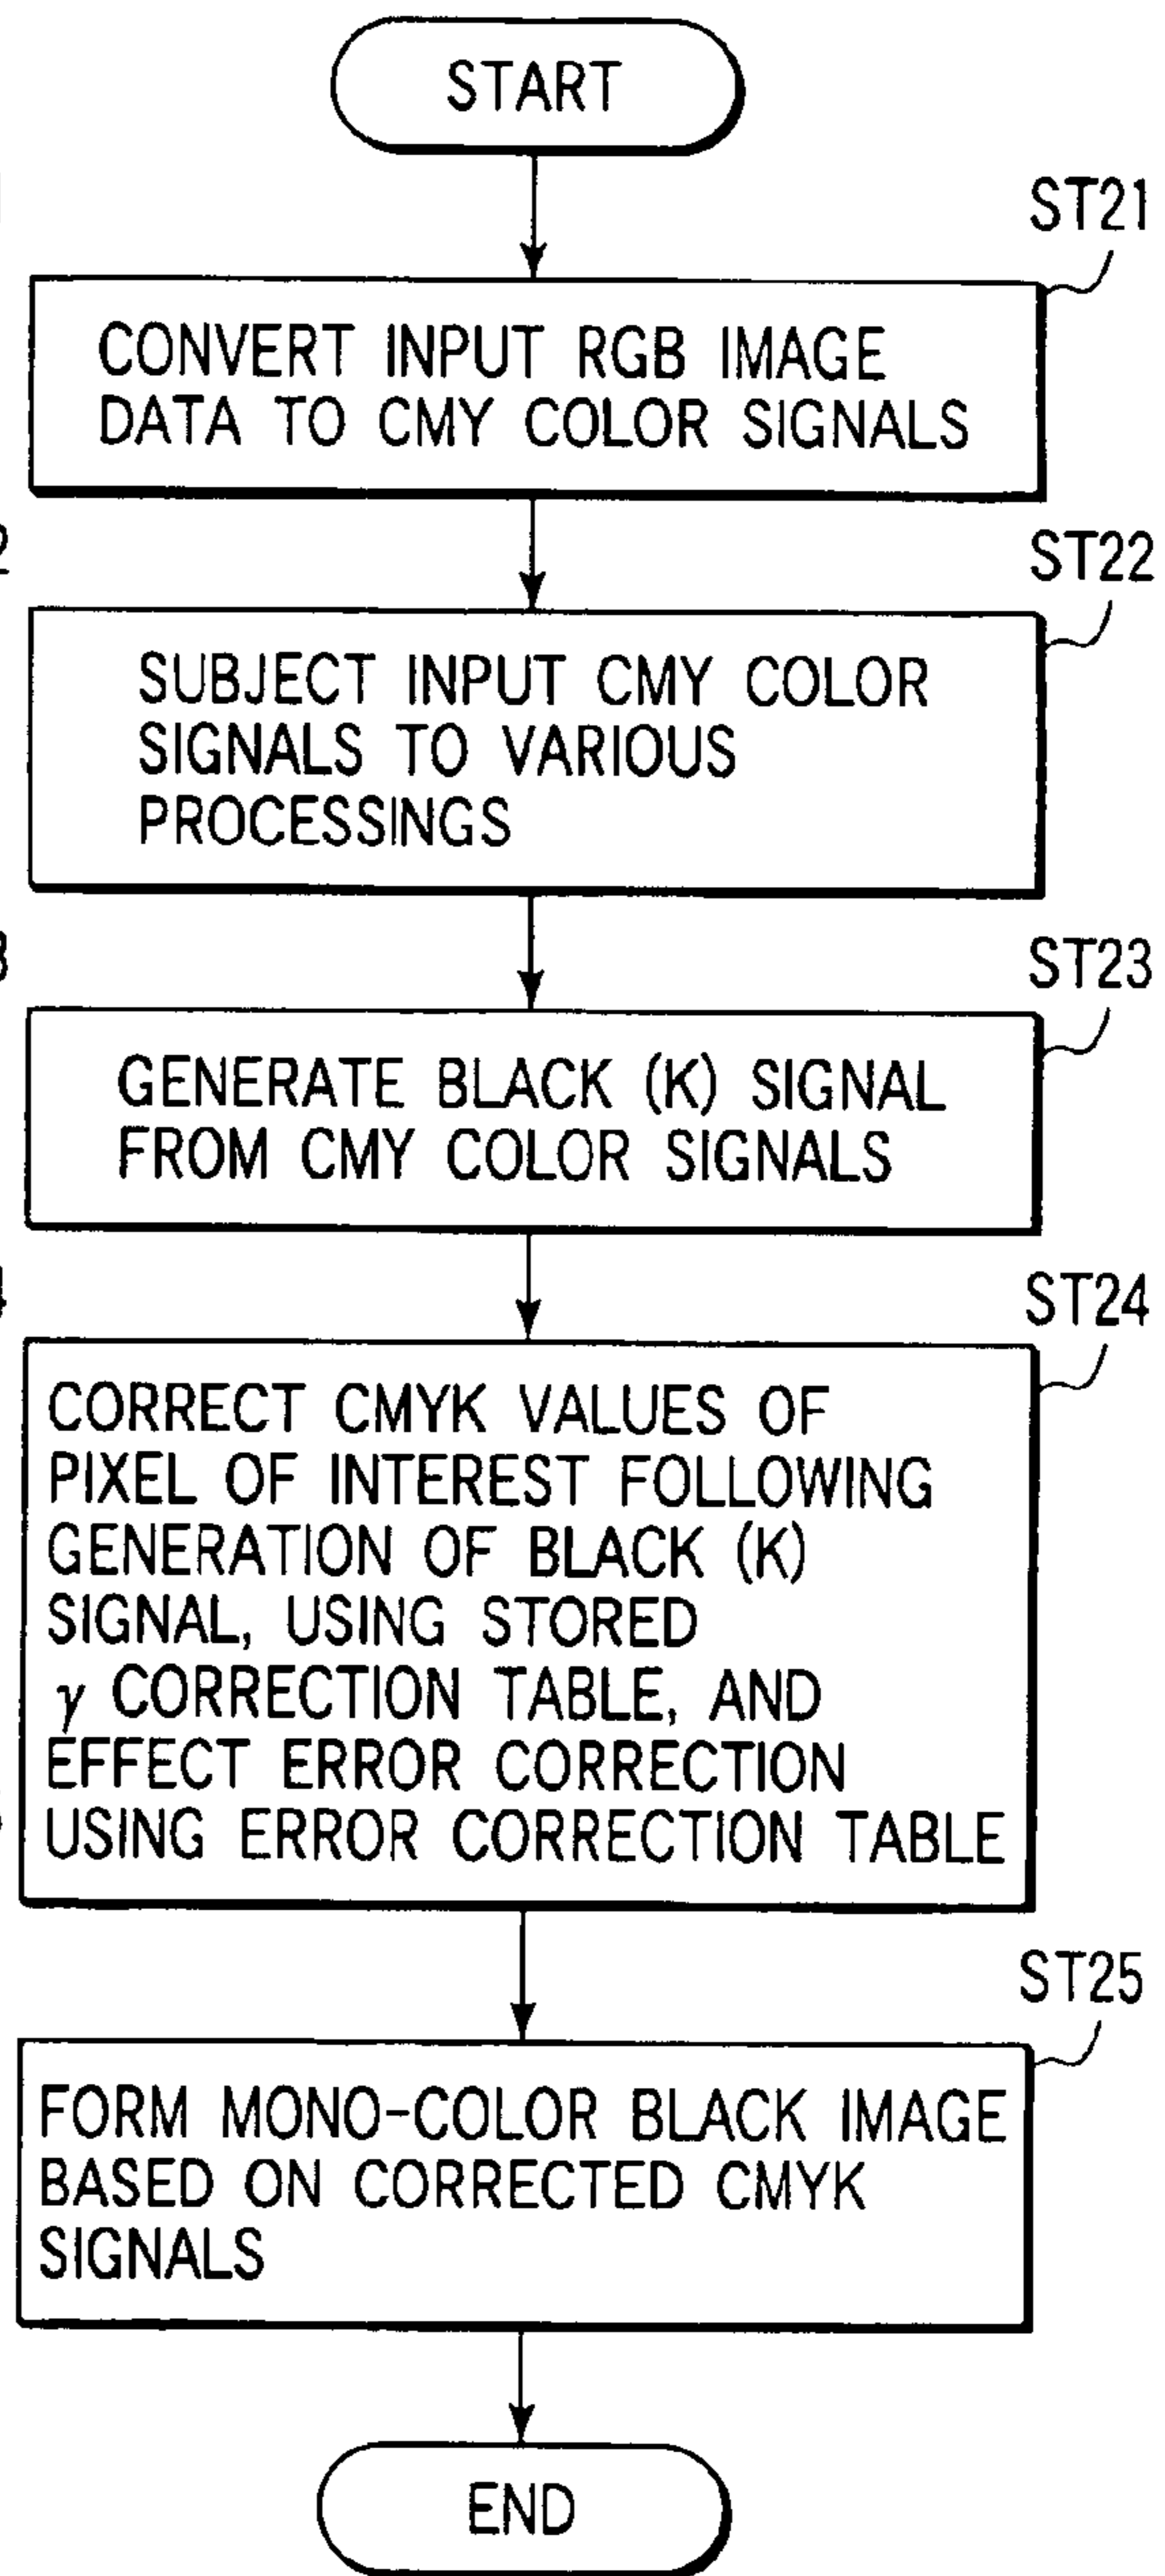 START
ST21
CONVERT INPUT RGB IMAGE
DATA TO CMY COLOR SIGNALS
ST22
SUBJECT INPUT CMY COLOR
SIGNALS TO VARIOUS
PROCESSINGS
ST23
GENERATE BLACK (K) SIGNAL
FROM CMY COLOR SIGNALS
ST24
CORRECT CMYK VALUES OF
PIXEL OF INTEREST FOLLOWING
GENERATION OF BLACK (K)
SIGNAL, USING STORED
γ CORRECTION TABLE, AND
EFFECT ERROR CORRECTION
USING ERROR CORRECTION TABLE
ST25
FORM MONO-COLOR BLACK IMAGE
BASED ON CORRECTED CMYK
SIGNALS
END